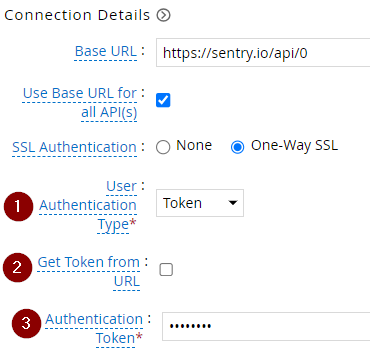 Connection Details
Base URL : https://sentry.io/api/0
Use Base URL for :
all API(s)
SSL Authentication : None One-Way SSL
User :
1 Authentication Token
Type*
2 Get Token from :
URL
3 Authentication : ••••••••
Token*